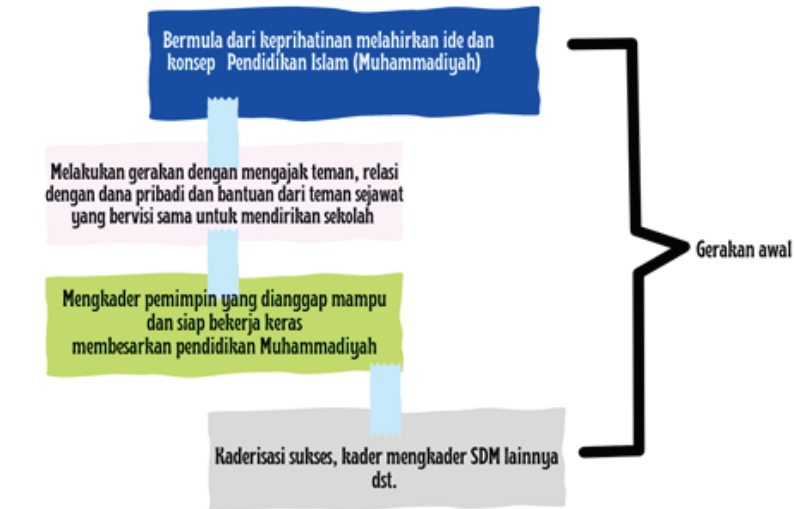 Bermula dari keprihatinan melahirkan ide dan
konsep Pendidikan Islam (Muhammadiyah)
Melakukan gerakan dengan mengajak teman, relasi
dengan dana pribadi dan bantuan dari teman sejawat
yang bervisi sama untuk mendirikan sekolah
Mengkader pemimpin yang dianggap mampu
dan siap bekerja keras
membesarkan pendidikan Muhammadiyah
Kaderisasi sukses, kader mengkader SDM lainnya
dst.
Gerakan awal